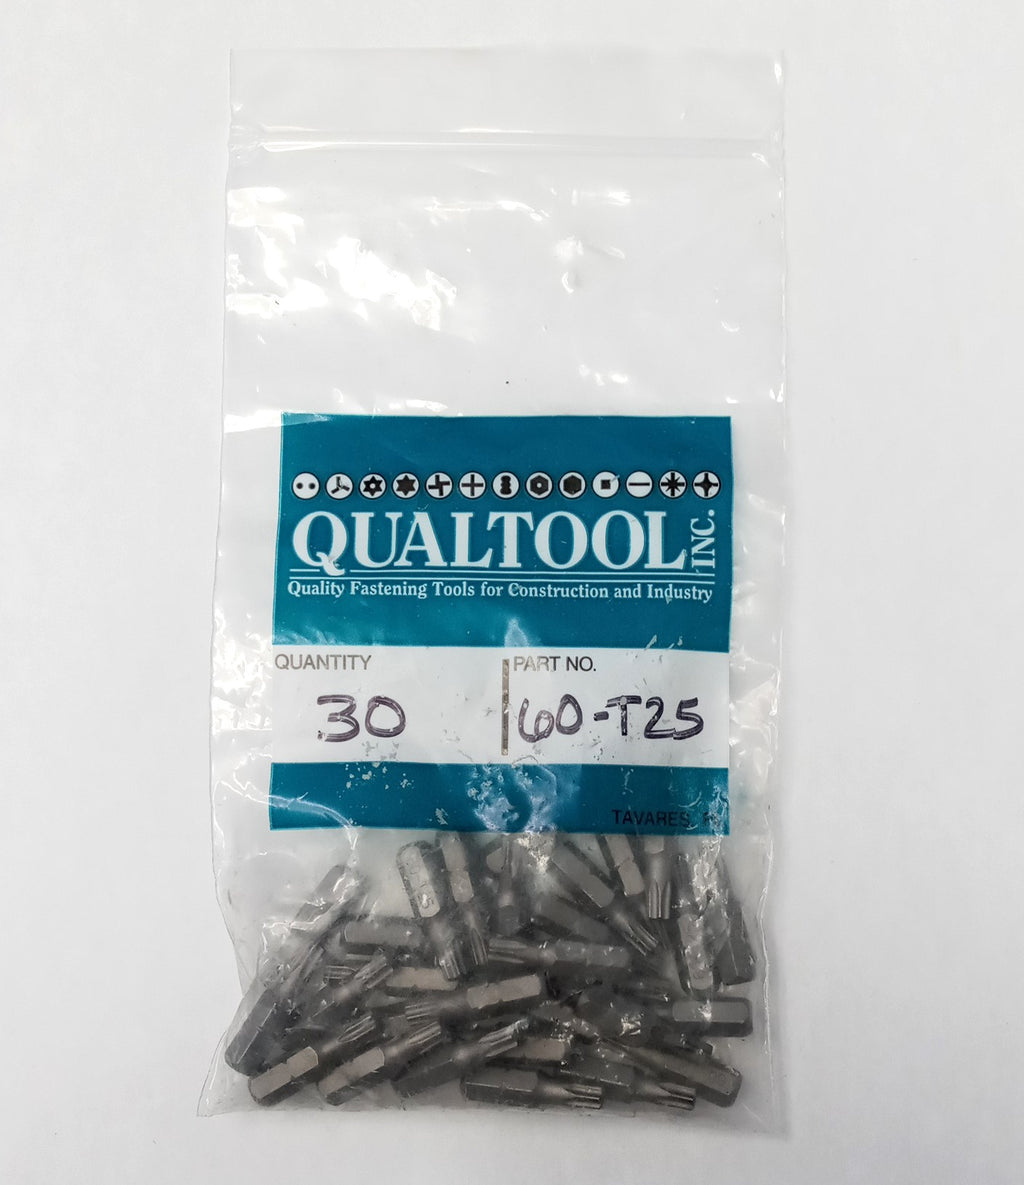 QUALTOOL INC.
Quality Fastening Tools for Construction and Industry
QUANTITY
PART NO.
30
60-T25
TAVARES,